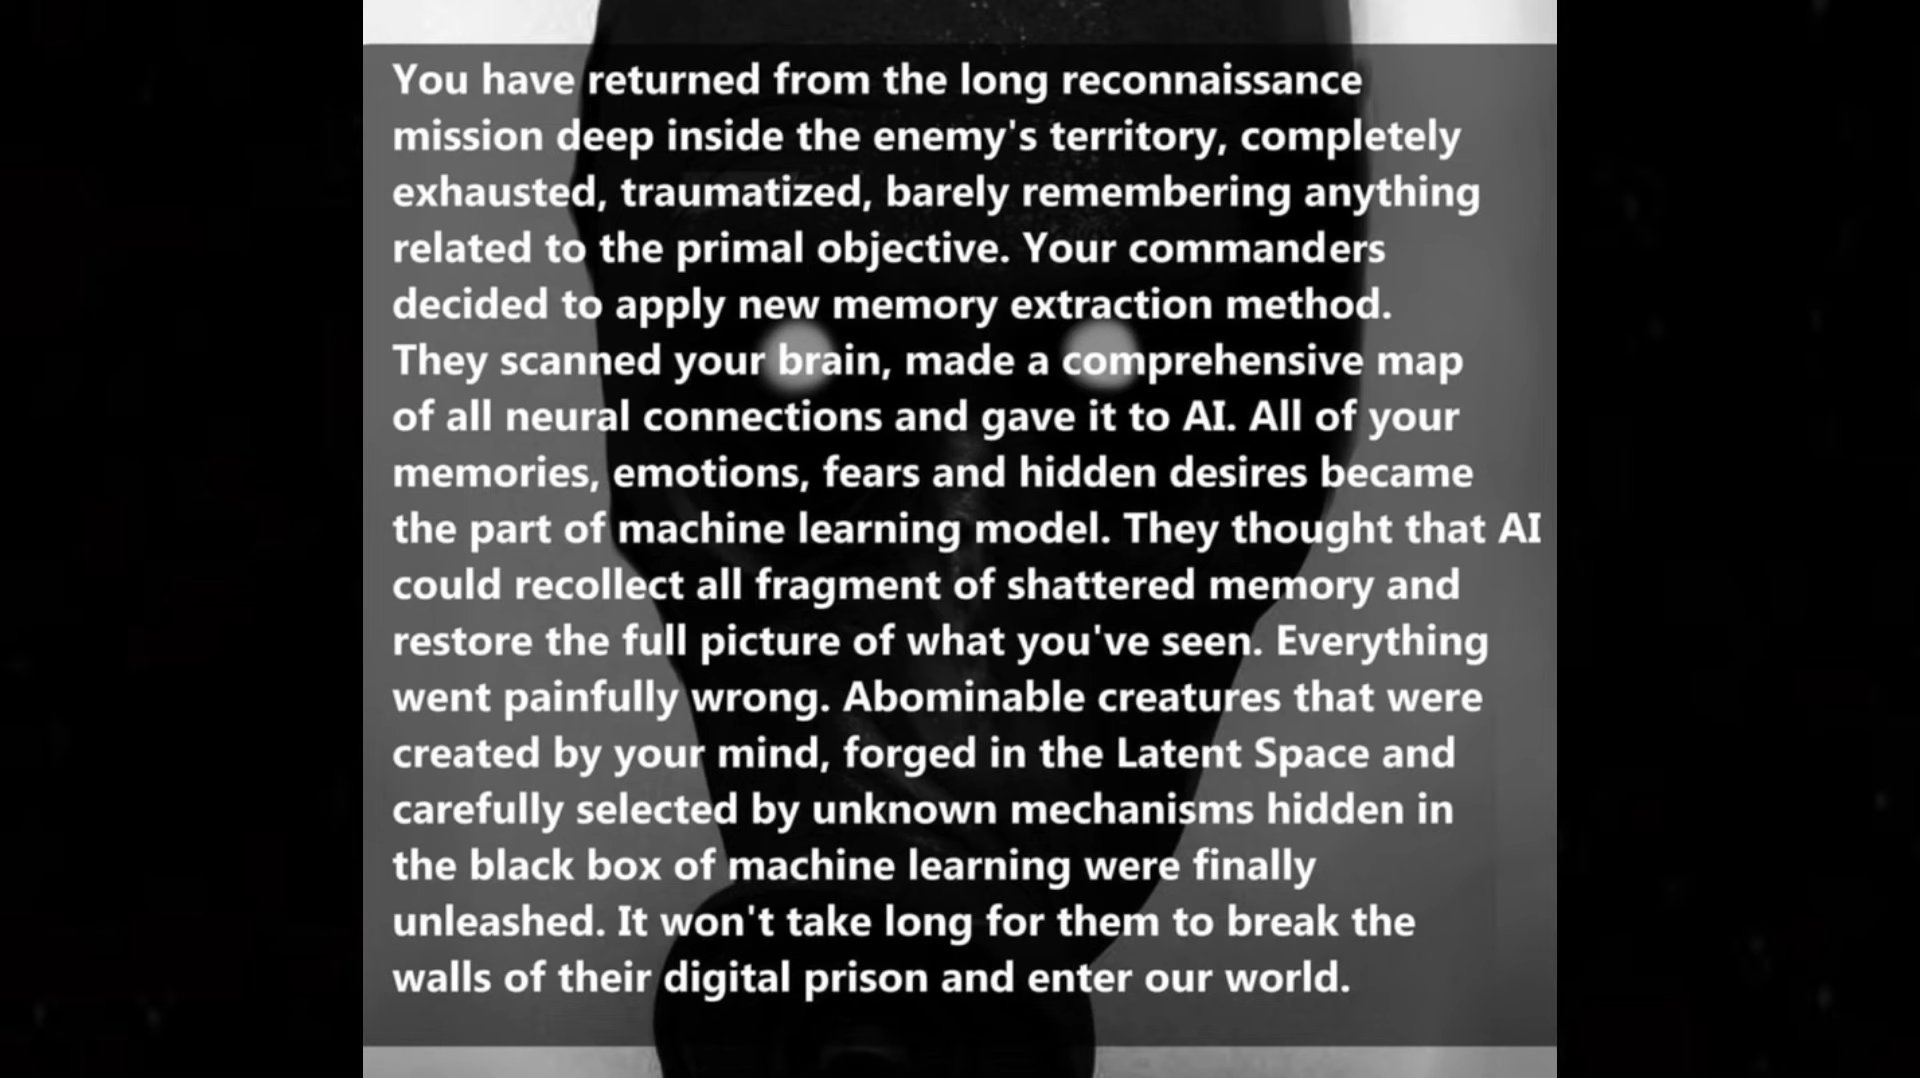 You have returned from the long reconnaissance
mission deep inside the enemy's territory, completely
exhausted, traumatized, barely remembering anything
related to the primal objective. Your commanders
decided to apply new memory extraction method.
They scanned your brain, made a comprehensive map
of all neural connections and gave it to AI. All of your
memories, emotions, fears and hidden desires became
the part of machine learning model. They thought that AI
could recollect all fragment of shattered memory and
restore the full picture of what you've seen. Everything
went painfully wrong. Abominable creatures that were
created by your mind, forged in the Latent Space and
carefully selected by unknown mechanisms hidden in
the black box of machine learning were finally
unleashed. It won't take long for them to break the
walls of their digital prison and enter our world.